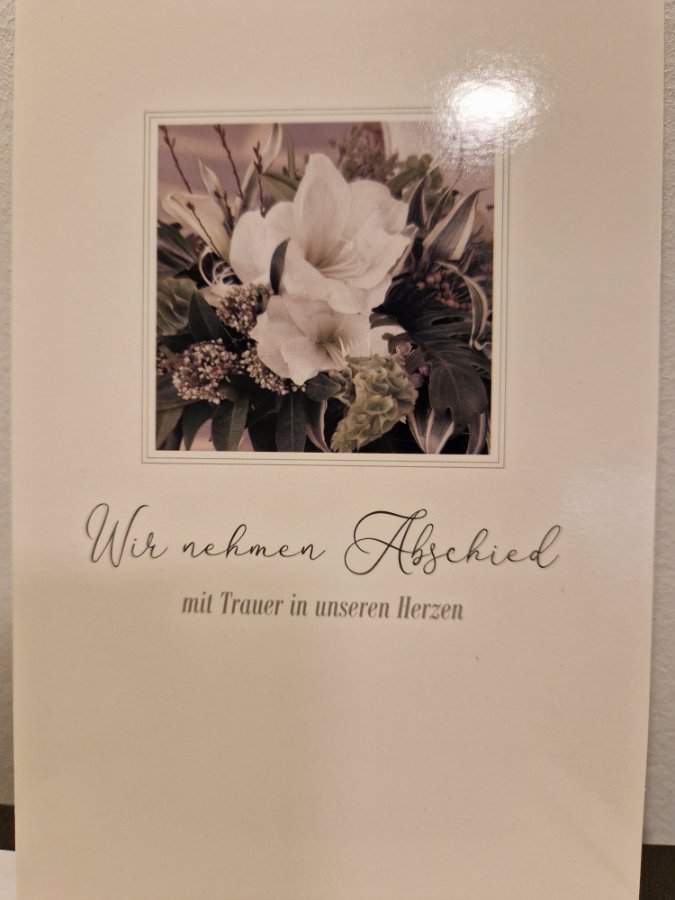 Wir nehmen Abschied
mit Trauer in unseren Herzen